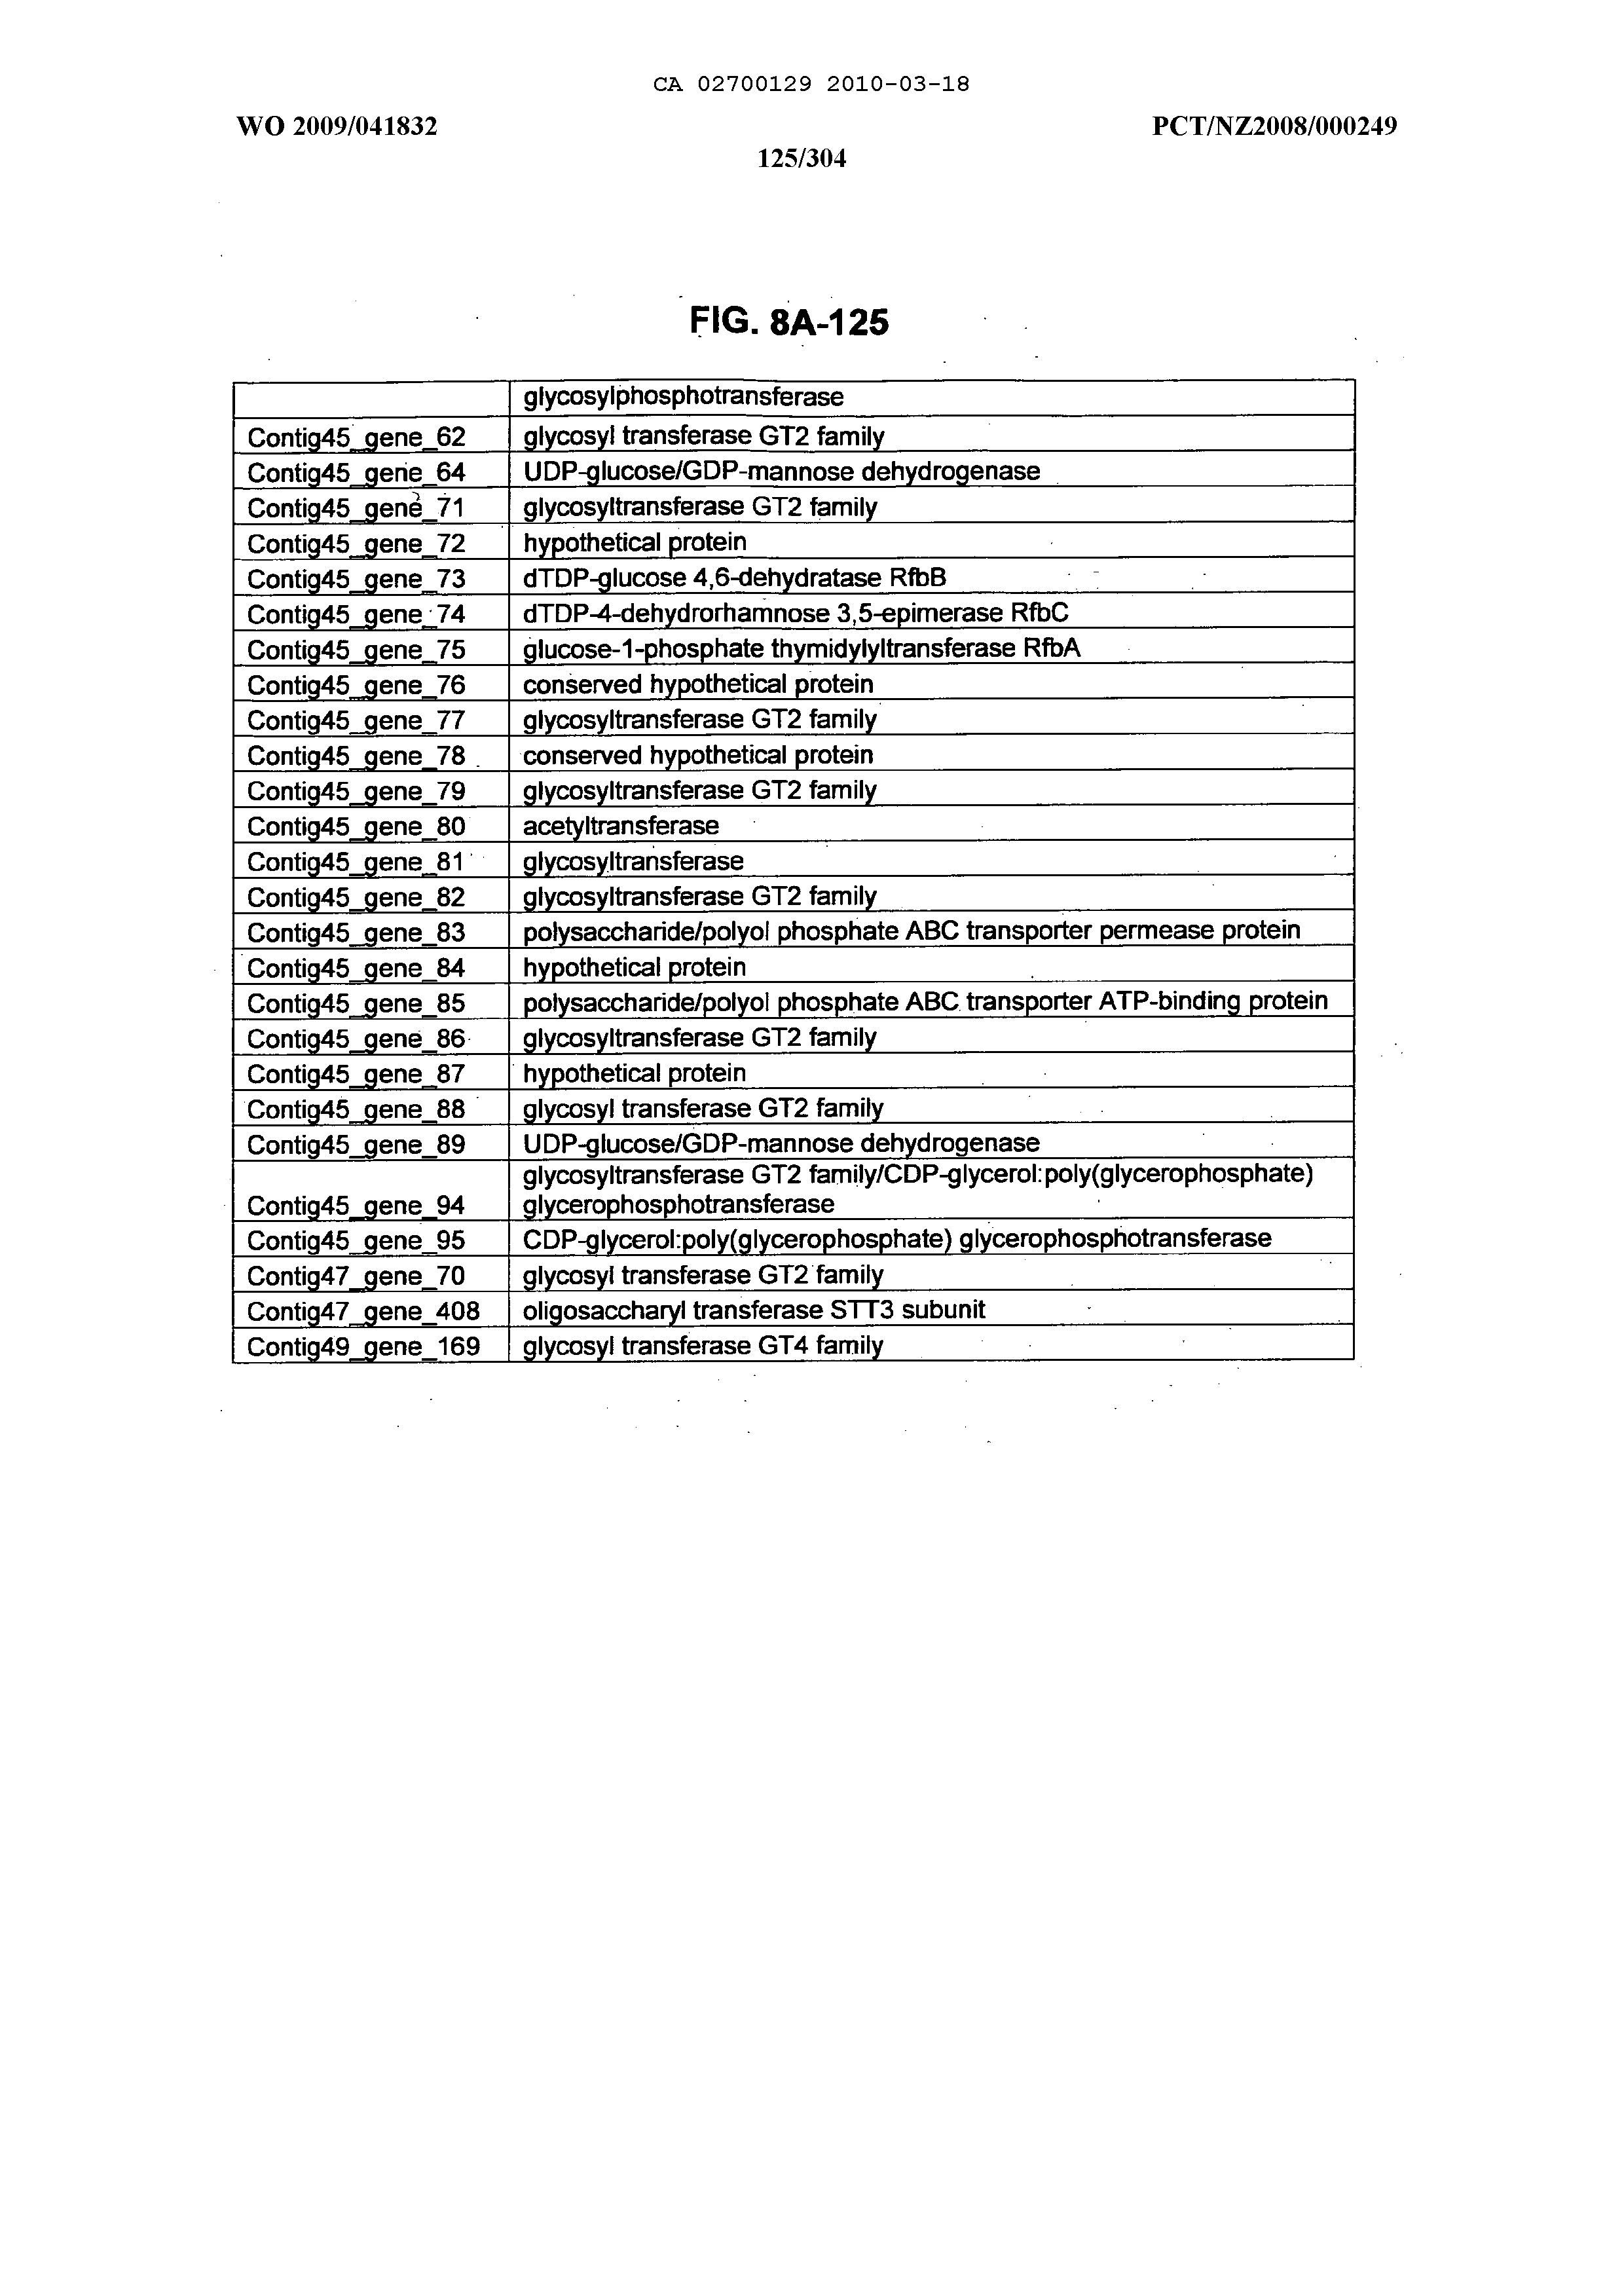 CA 02700129 2010-03-18
WO 2009/041832 PCT/NZ2008/000249
125/304
FIG. 8A-125
glycosylphosphotransferase
Contig45_gene_62 glycosyl transferase GT2 family
Contig45_gene_64 UDP-glucose/GDP-mannose dehydrogenase
Contig45_gene_71 glycosyltransferase GT2 family
Contig45_gene_72 hypothetical protein
Contig45_gene_73 dTDP-glucose 4,6-dehydratase RfbB
Contig45_gene_74 dTDP-4-dehydrorhamnose 3,5-epimerase RfbC
Contig45_gene_75 glucose-1-phosphate thymidylyltransferase RfbA
Contig45_gene_76 conserved hypothetical protein
Contig45_gene_77 glycosyltransferase GT2 family
Contig45_gene_78 conserved hypothetical protein
Contig45_gene_79 glycosyltransferase GT2 family
Contig45_gene_80 acetyltransferase
Contig45_gene_81 glycosyltransferase
Contig45_gene_82 glycosyltransferase GT2 family
Contig45_gene_83 polysaccharide/polyol phosphate ABC transporter permease protein
Contig45_gene_84 hypothetical protein
Contig45_gene_85 polysaccharide/polyol phosphate ABC transporter ATP-binding protein
Contig45_gene_86 glycosyltransferase GT2 family
Contig45_gene_87 hypothetical protein
Contig45_gene_88 glycosyl transferase GT2 family
Contig45_gene_89 UDP-glucose/GDP-mannose dehydrogenase
glycosyltransferase GT2 family/CDP-glycerol:poly(glycerophosphate)
Contig45_gene_94 glycerophosphotransferase
Contig45_gene_95 CDP-glycerol:poly(glycerophosphate) glycerophosphotransferase
Contig47_gene_70 glycosyl transferase GT2 family
Contig47_gene_408 oligosaccharyl transferase STT3 subunit
Contig49_gene_169 glycosyl transferase GT4 family